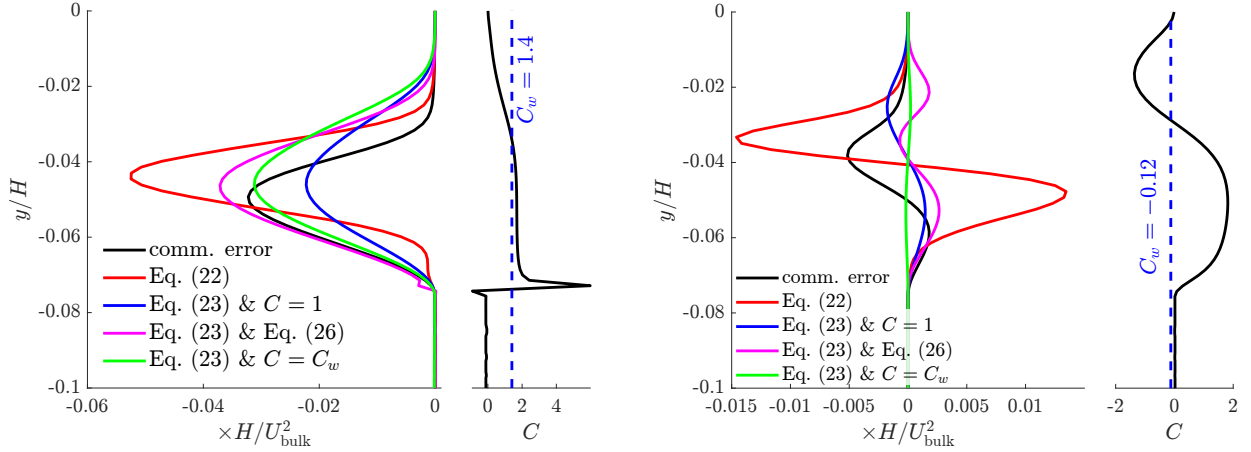 0
-0.02
-0.04
-0.06
-0.08
-0.1
y/H
comm. error
Eq. (22)
Eq. (23) & C = 1
Eq. (23) & Eq. (26)
Eq. (23) & C = C_w
-0.06
-0.04
-0.02
0
×H/U²_bulk
C_w = 1.4
0
4
C
0
-0.02
-0.04
-0.06
-0.08
-0.1
y/H
comm. error
Eq. (22)
Eq. (23) & C = 1
Eq. (23) & Eq. (26)
Eq. (23) & C = C_w
-0.015
-0.005
0
0.005
0.01
×H/U²_bulk
C_w = −0.12
-2
0
2
C